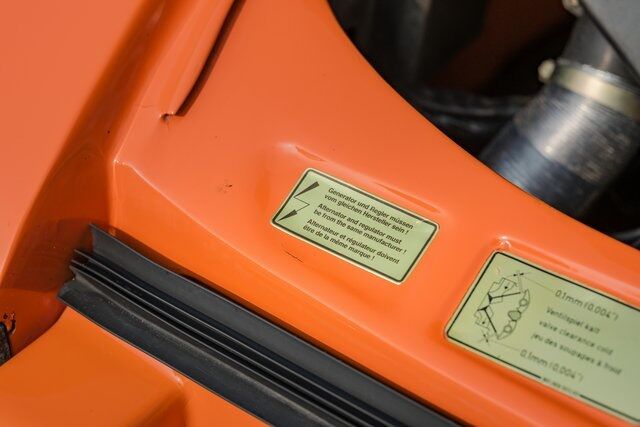 Generator und Regler müssen
vom gleichen Hersteller sein !
Alternator and regulator must
be from the same manufacturer !
Alternateur et régulateur doivent
être de la même marque !
0.1mm (0,004")
Ventilspiel kalt
valve clearance cold
jeu des soupapes à froid
0.1mm (0,004")